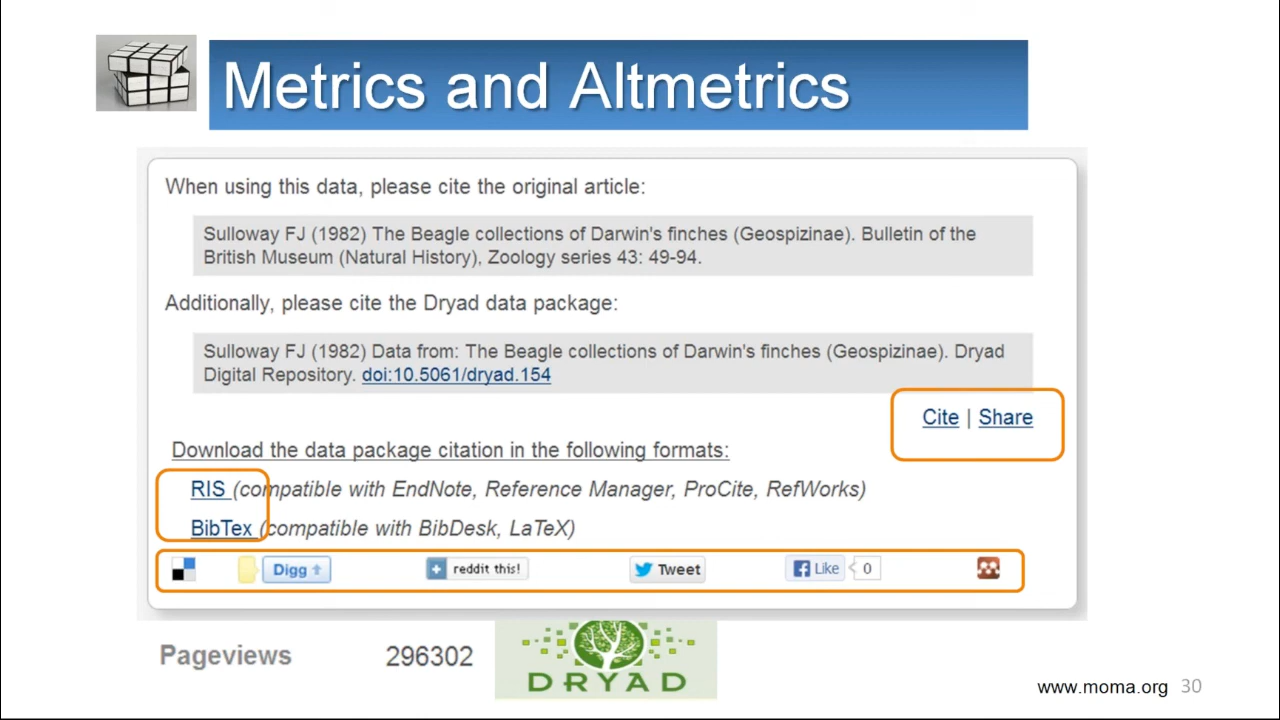 Metrics and Altmetrics
When using this data, please cite the original article:
Sulloway FJ (1982) The Beagle collections of Darwin's finches (Geospizinae). Bulletin of the
British Museum (Natural History), Zoology series 43: 49-94.
Additionally, please cite the Dryad data package:
Sulloway FJ (1982) Data from: The Beagle collections of Darwin's finches (Geospizinae). Dryad
Digital Repository. doi:10.5061/dryad.154
Cite | Share
Download the data package citation in the following formats:
RIS (compatible with EndNote, Reference Manager, ProCite, RefWorks)
BibTex (compatible with BibDesk, LaTeX)
Digg reddit this! Tweet Like 0
Pageviews 296302
DRYAD
www.moma.org 30